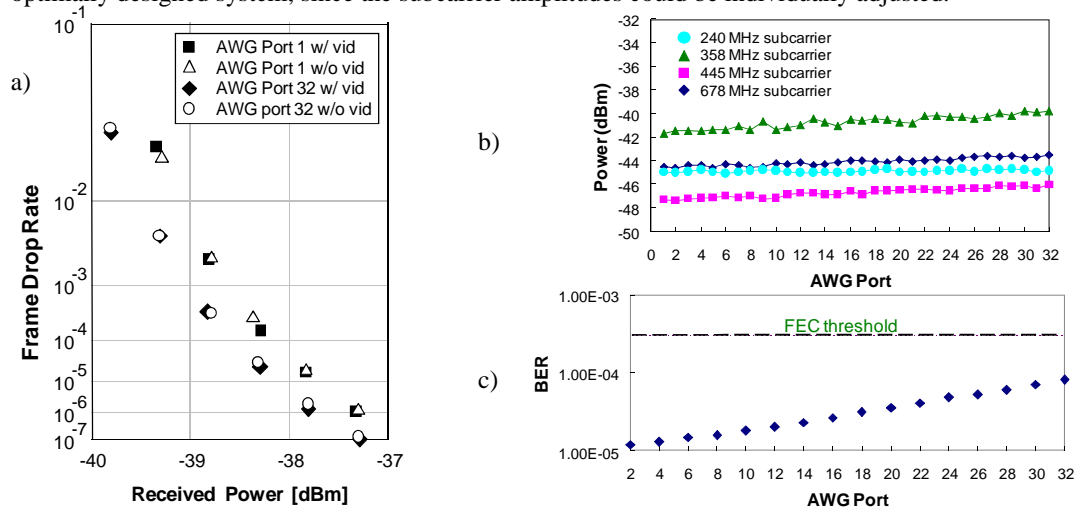 optimally designed system, since the subcarrier amplitudes could be individually adjusted.
a)
AWG Port 1 w/ vid
AWG Port 1 w/o vid
AWG port 32 w/ vid
AWG port 32 w/o vid
10-1
10-2
10-3
10-4
10-5
10-6
10-7
Frame Drop Rate
-40
-39
-38
-37
Received Power [dBm]
b)
240 MHz subcarrier
358 MHz subcarrier
445 MHz subcarrier
678 MHz subcarrier
-32
-34
-36
-38
-40
-42
-44
-46
-48
-50
Power (dBm)
0 2 4 6 8 10 12 14 16 18 20 22 24 26 28 30 32
AWG Port
c)
1.00E-03
FEC threshold
1.00E-04
1.00E-05
BER
2 4 6 8 10 12 14 16 18 20 22 24 26 28 30 32
AWG Port